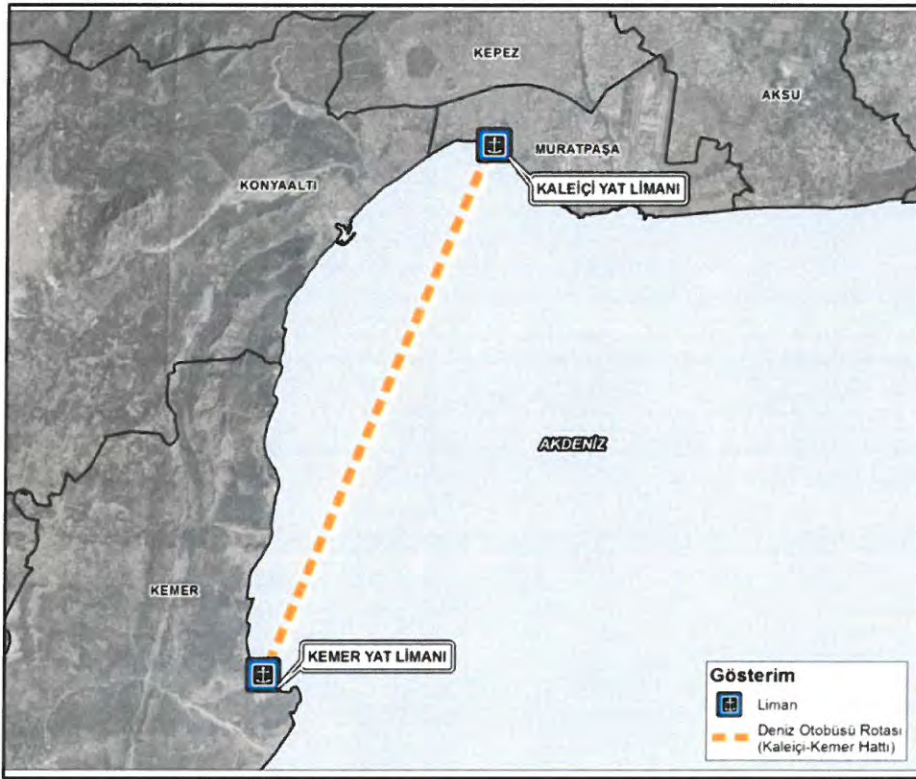 KEPEZ
AKSU
MURATPAŞA
KONYAALTI
KALEİÇİ YAT LİMANI
AKDENİZ
KEMER
KEMER YAT LİMANI
Gösterim
Liman
Deniz Otobüsü Rotası
(Kaleiçi-Kemer Hattı)